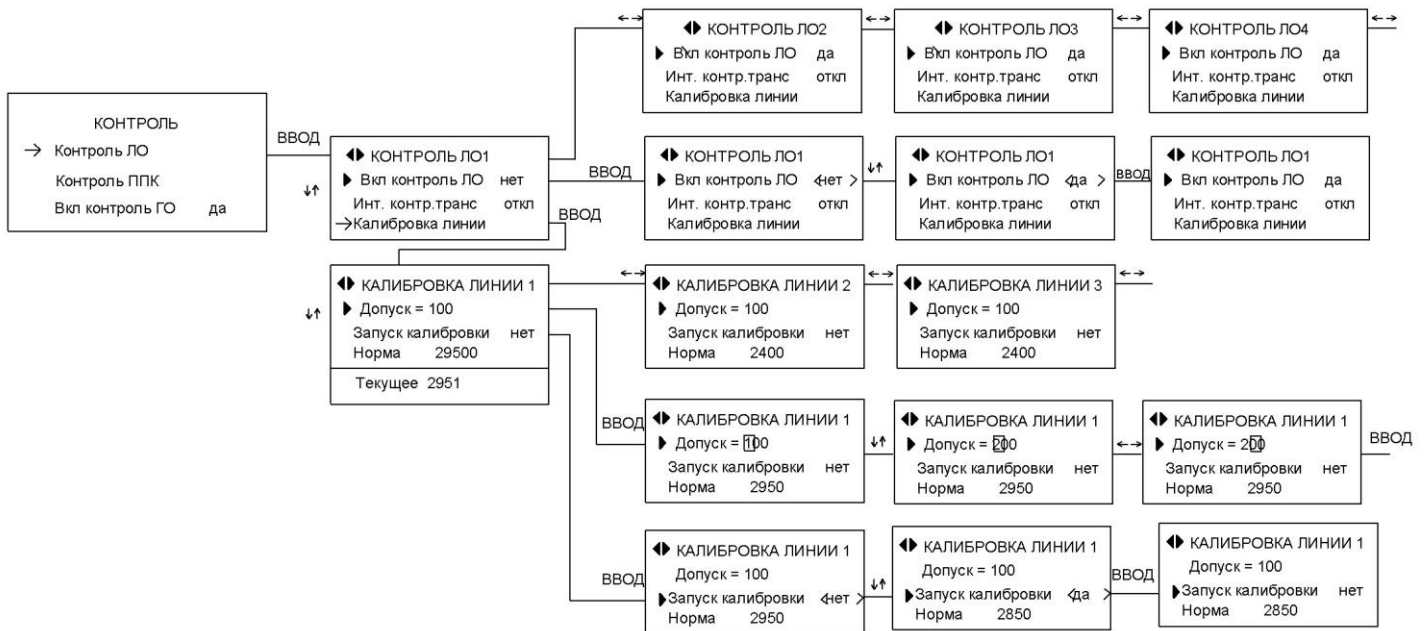 КОНТРОЛЬ
→ Контроль ЛО
Контроль ППК
Вкл контроль ГО да
ВВОД
↓↑
◆ КОНТРОЛЬ ЛО1
Вкл контроль ЛО нет
Инт. контр.транс откл
→Калибровка линии
ВВОД
ВВОД
←→
КОНТРОЛЬ ЛО2
Вкл контроль ЛО да
Инт. контр.транс откл
Калибровка линии
←→
КОНТРОЛЬ ЛО3
Вкл контроль ЛО да
Инт. контр.транс откл
Калибровка линии
←→
КОНТРОЛЬ ЛО4
Вкл контроль ЛО да
Инт. контр.транс откл
Калибровка линии
←→
КОНТРОЛЬ ЛО1
Вкл контроль ЛО <нет >
Инт. контр.транс откл
Калибровка линии
↓↑
КОНТРОЛЬ ЛО1
Вкл контроль ЛО <да >
Инт. контр.транс откл
Калибровка линии
ВВОД
КОНТРОЛЬ ЛО1
Вкл контроль ЛО да
Инт. контр.транс откл
Калибровка линии
↓↑
КАЛИБРОВКА ЛИНИИ 1
Допуск = 100
Запуск калибровки нет
Норма 29500
Текущее 2951
←→
КАЛИБРОВКА ЛИНИИ 2
Допуск = 100
Запуск калибровки нет
Норма 2400
←→
КАЛИБРОВКА ЛИНИИ 3
Допуск = 100
Запуск калибровки нет
Норма 2400
←→
ВВОД
КАЛИБРОВКА ЛИНИИ 1
Допуск = 100
Запуск калибровки нет
Норма 2950
↓↑
КАЛИБРОВКА ЛИНИИ 1
Допуск = 200
Запуск калибровки нет
Норма 2950
←→
КАЛИБРОВКА ЛИНИИ 1
Допуск = 200
Запуск калибровки нет
Норма 2950
ВВОД
ВВОД
КАЛИБРОВКА ЛИНИИ 1
Допуск = 100
Запуск калибровки <нет >
Норма 2950
↓↑
КАЛИБРОВКА ЛИНИИ 1
Допуск = 100
Запуск калибровки <да >
Норма 2850
ВВОД
КАЛИБРОВКА ЛИНИИ 1
Допуск = 100
Запуск калибровки нет
Норма 2850